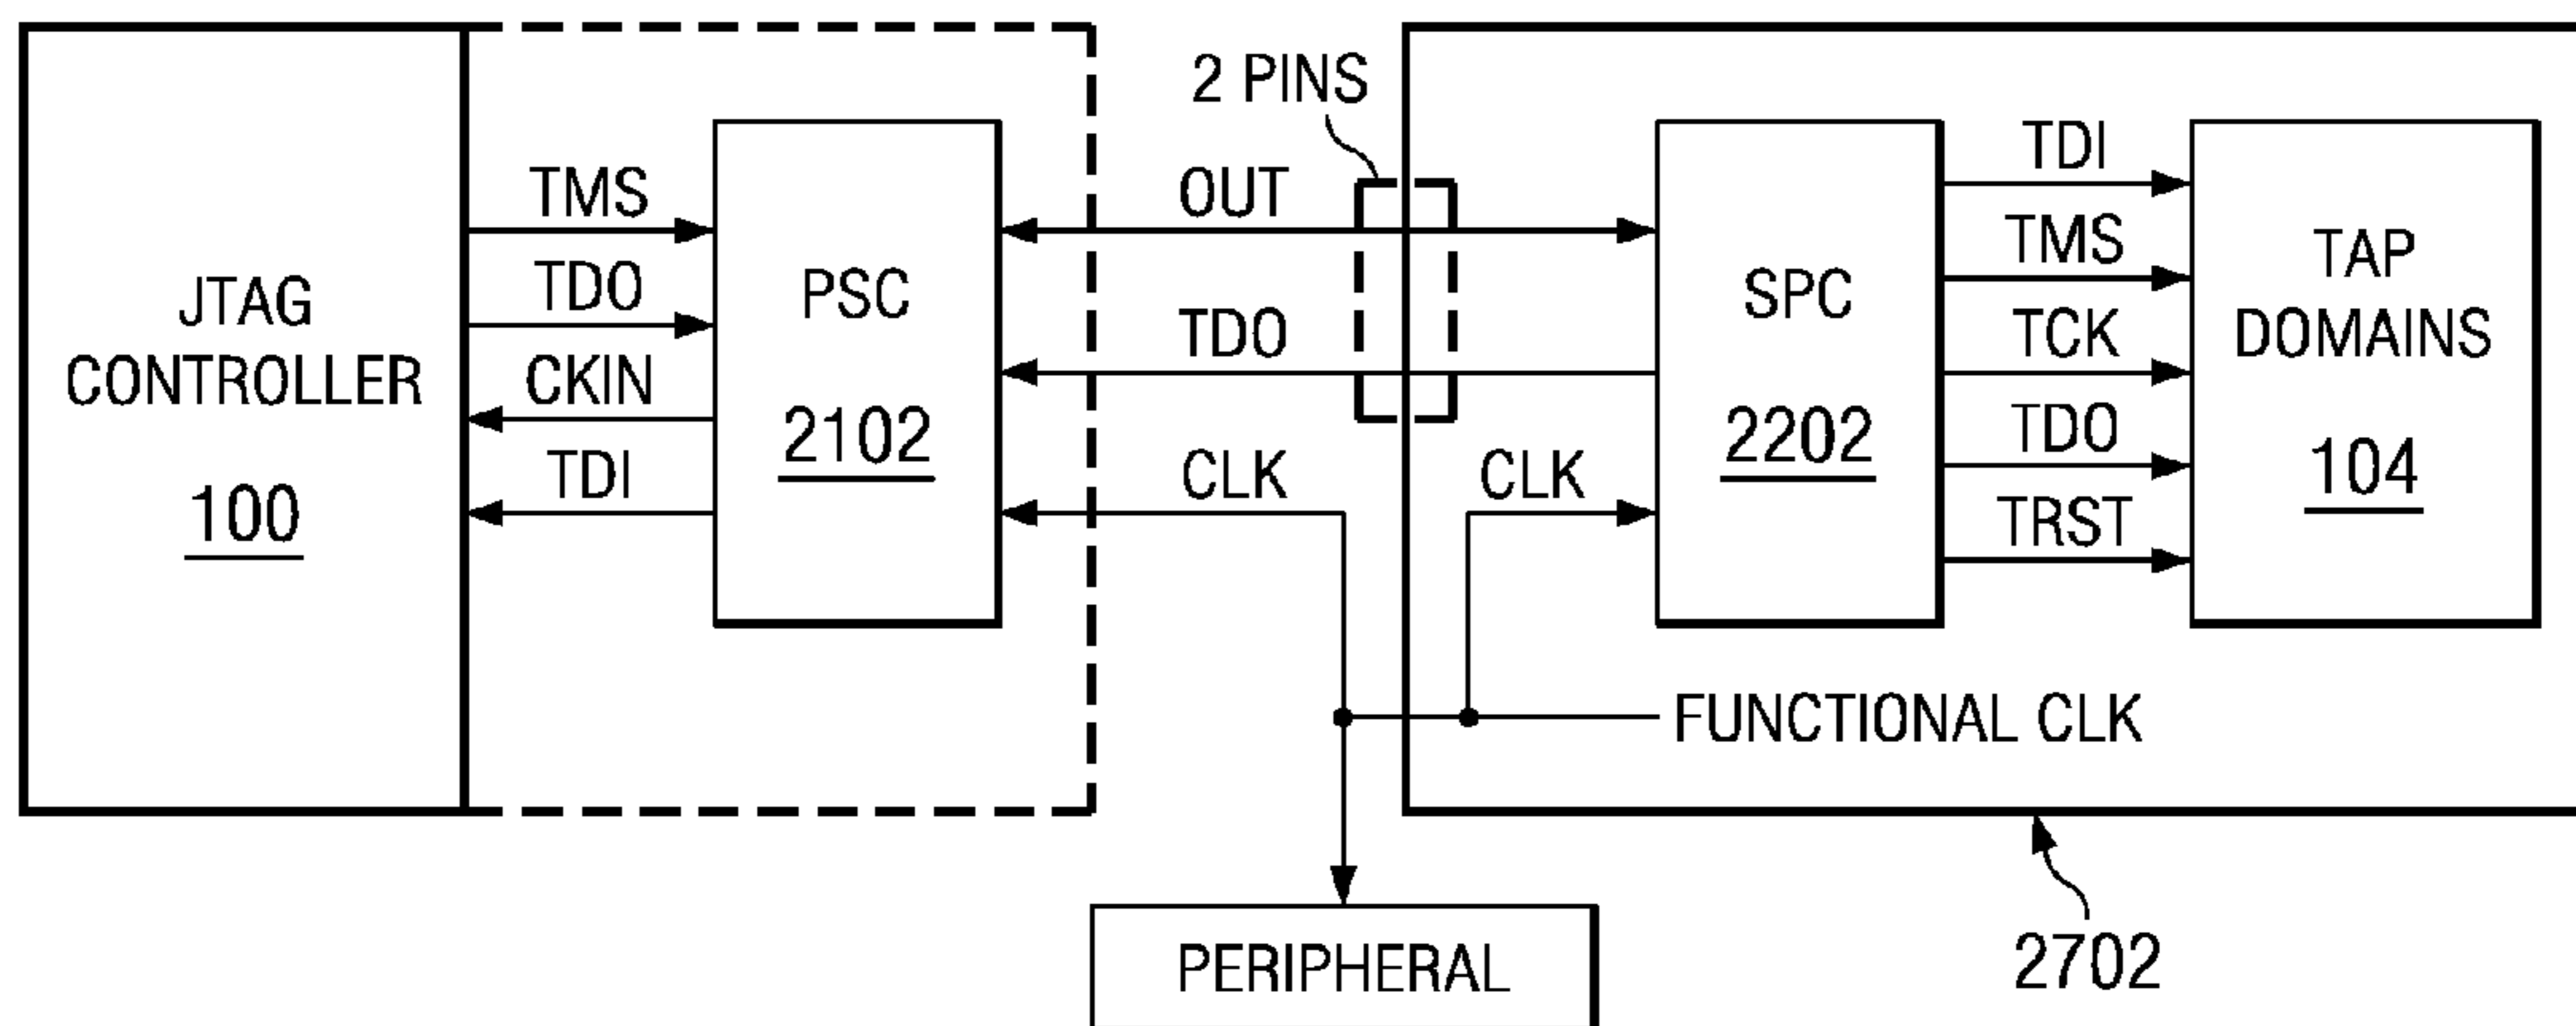 JTAG
CONTROLLER
100
TMS
TDO
CKIN
TDI
PSC
2102
2 PINS
OUT
TDO
CLK
CLK
SPC
2202
TDI
TMS
TCK
TDO
TRST
TAP
DOMAINS
104
FUNCTIONAL CLK
PERIPHERAL
2702